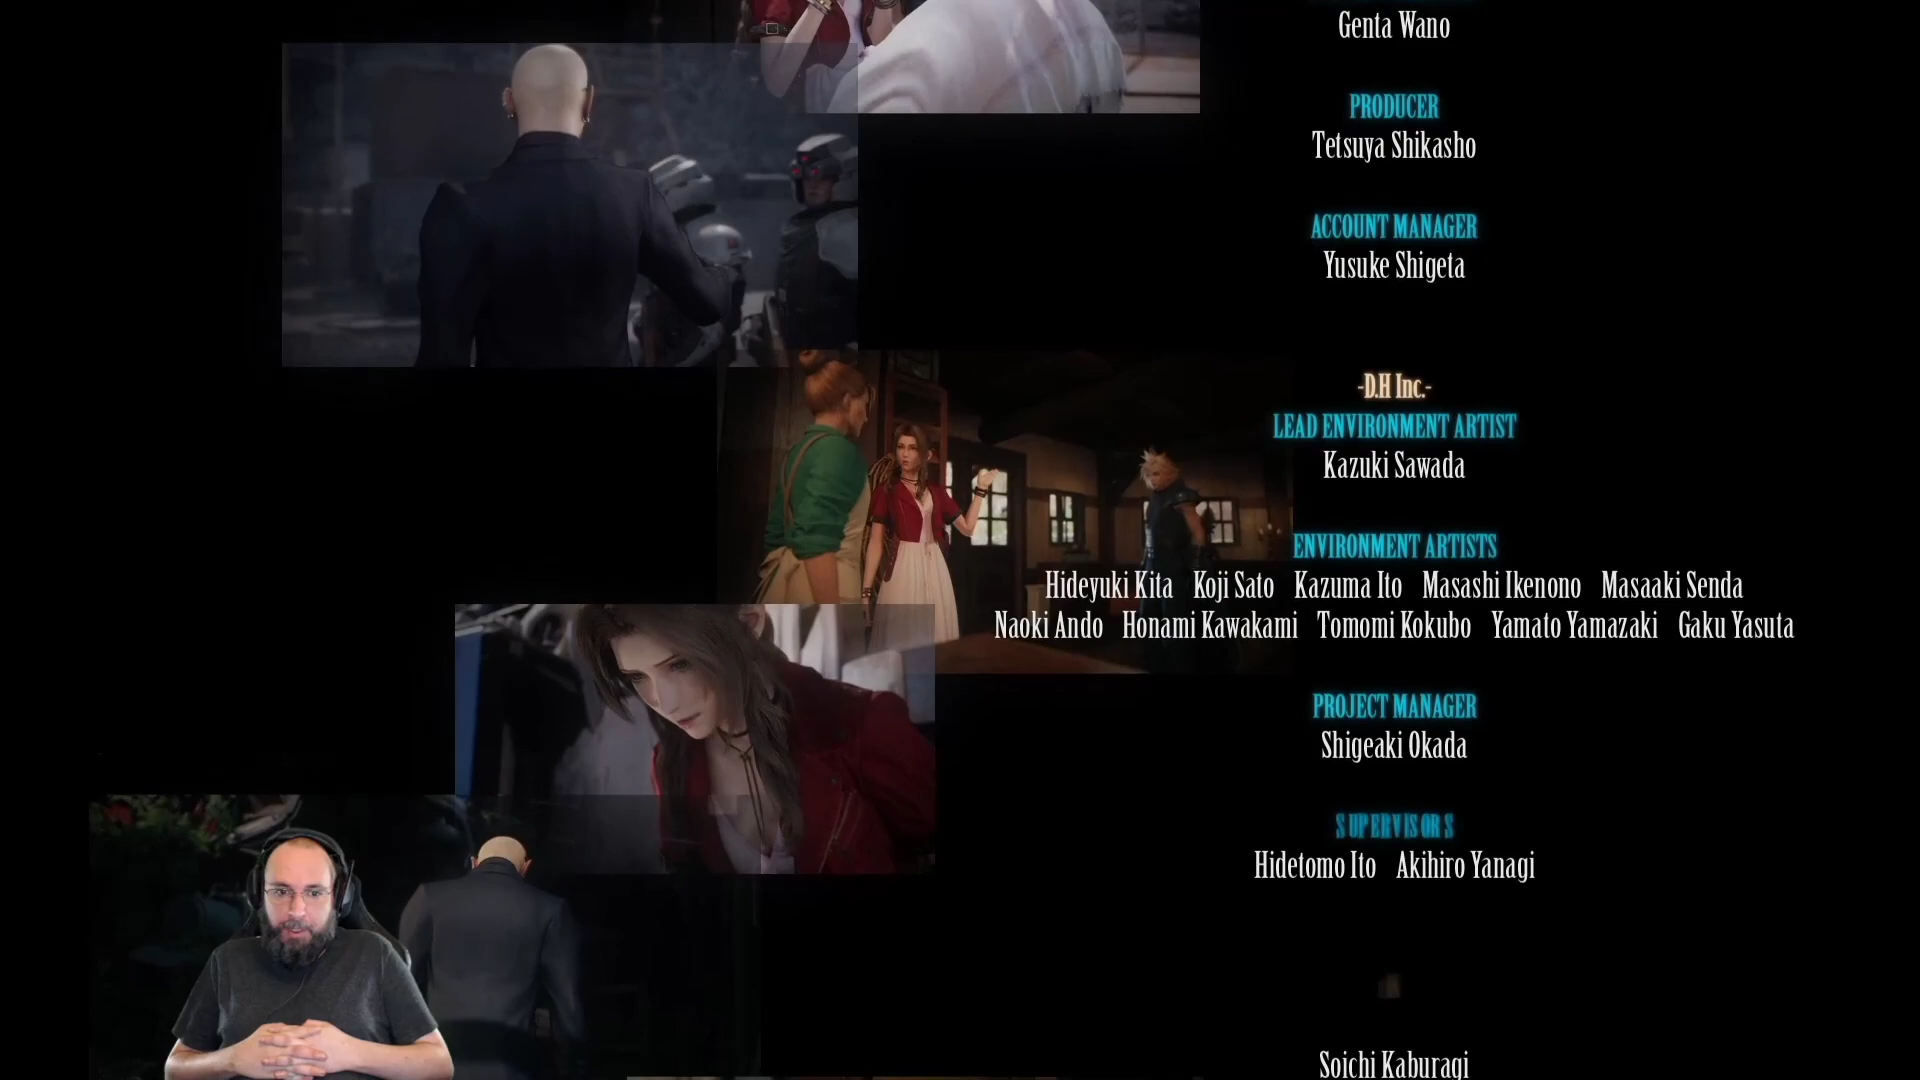 Genta Wano
PRODUCER
Tetsuya Shikasho
ACCOUNT MANAGER
Yusuke Shigeta
-D.H Inc.-
LEAD ENVIRONMENT ARTIST
Kazuki Sawada
ENVIRONMENT ARTISTS
Hideyuki Kita Koji Sato Kazuma Ito Masashi Ikenono Masaaki Senda
Naoki Ando Honami Kawakami Tomomi Kokubo Yamato Yamazaki Gaku Yasuta
PROJECT MANAGER
Shigeaki Okada
SUPERVISORS
Hidetomo Ito Akihiro Yanagi
Soichi Kaburagi